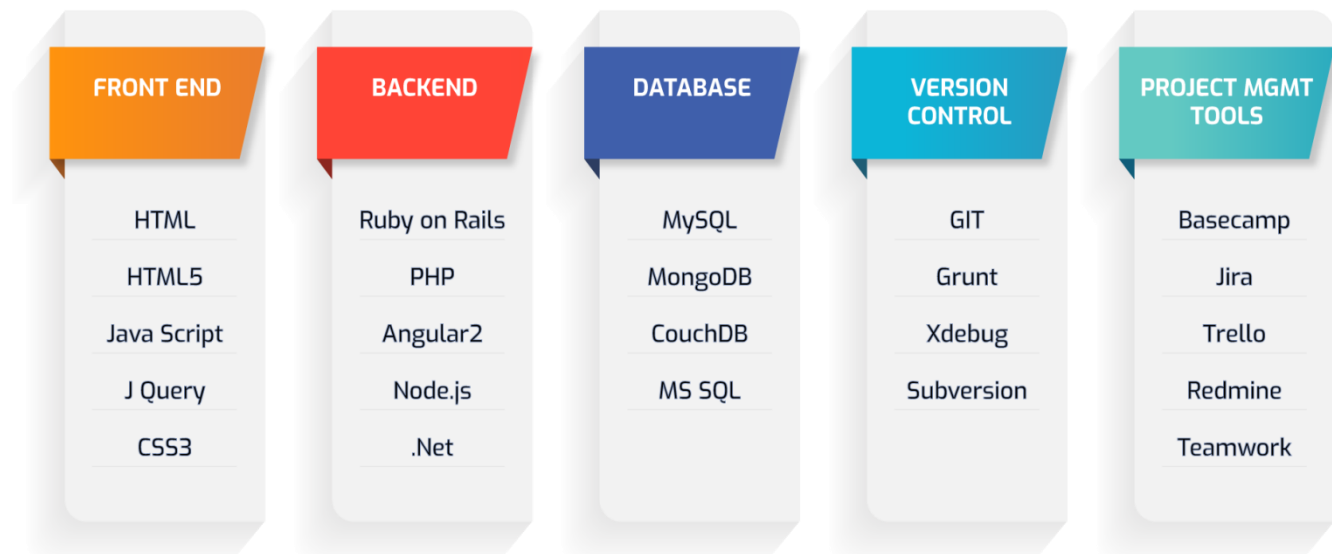 FRONT END
HTML
HTML5
Java Script
J Query
CSS3
BACKEND
Ruby on Rails
PHP
Angular2
Node.js
.Net
DATABASE
MySQL
MongoDB
CouchDB
MS SQL
VERSION
CONTROL
GIT
Grunt
Xdebug
Subversion
PROJECT MGMT
TOOLS
Basecamp
Jira
Trello
Redmine
Teamwork